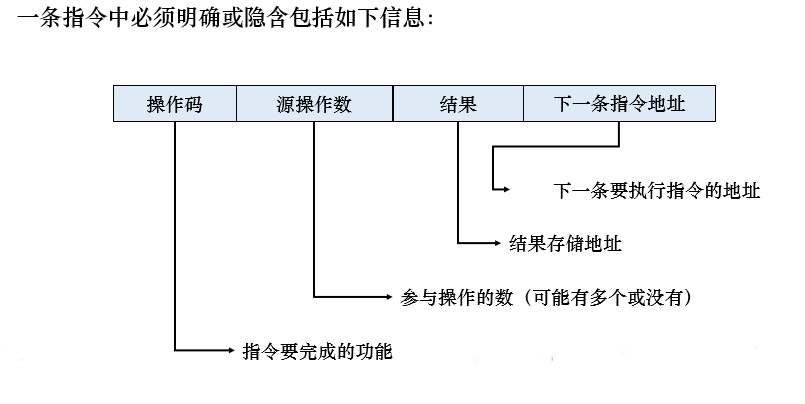 一条指令中必须明确或隐含包括如下信息：
操作码 源操作数 结果 下一条指令地址
下一条要执行指令的地址
结果存储地址
参与操作的数（可能有多个或没有）
指令要完成的功能